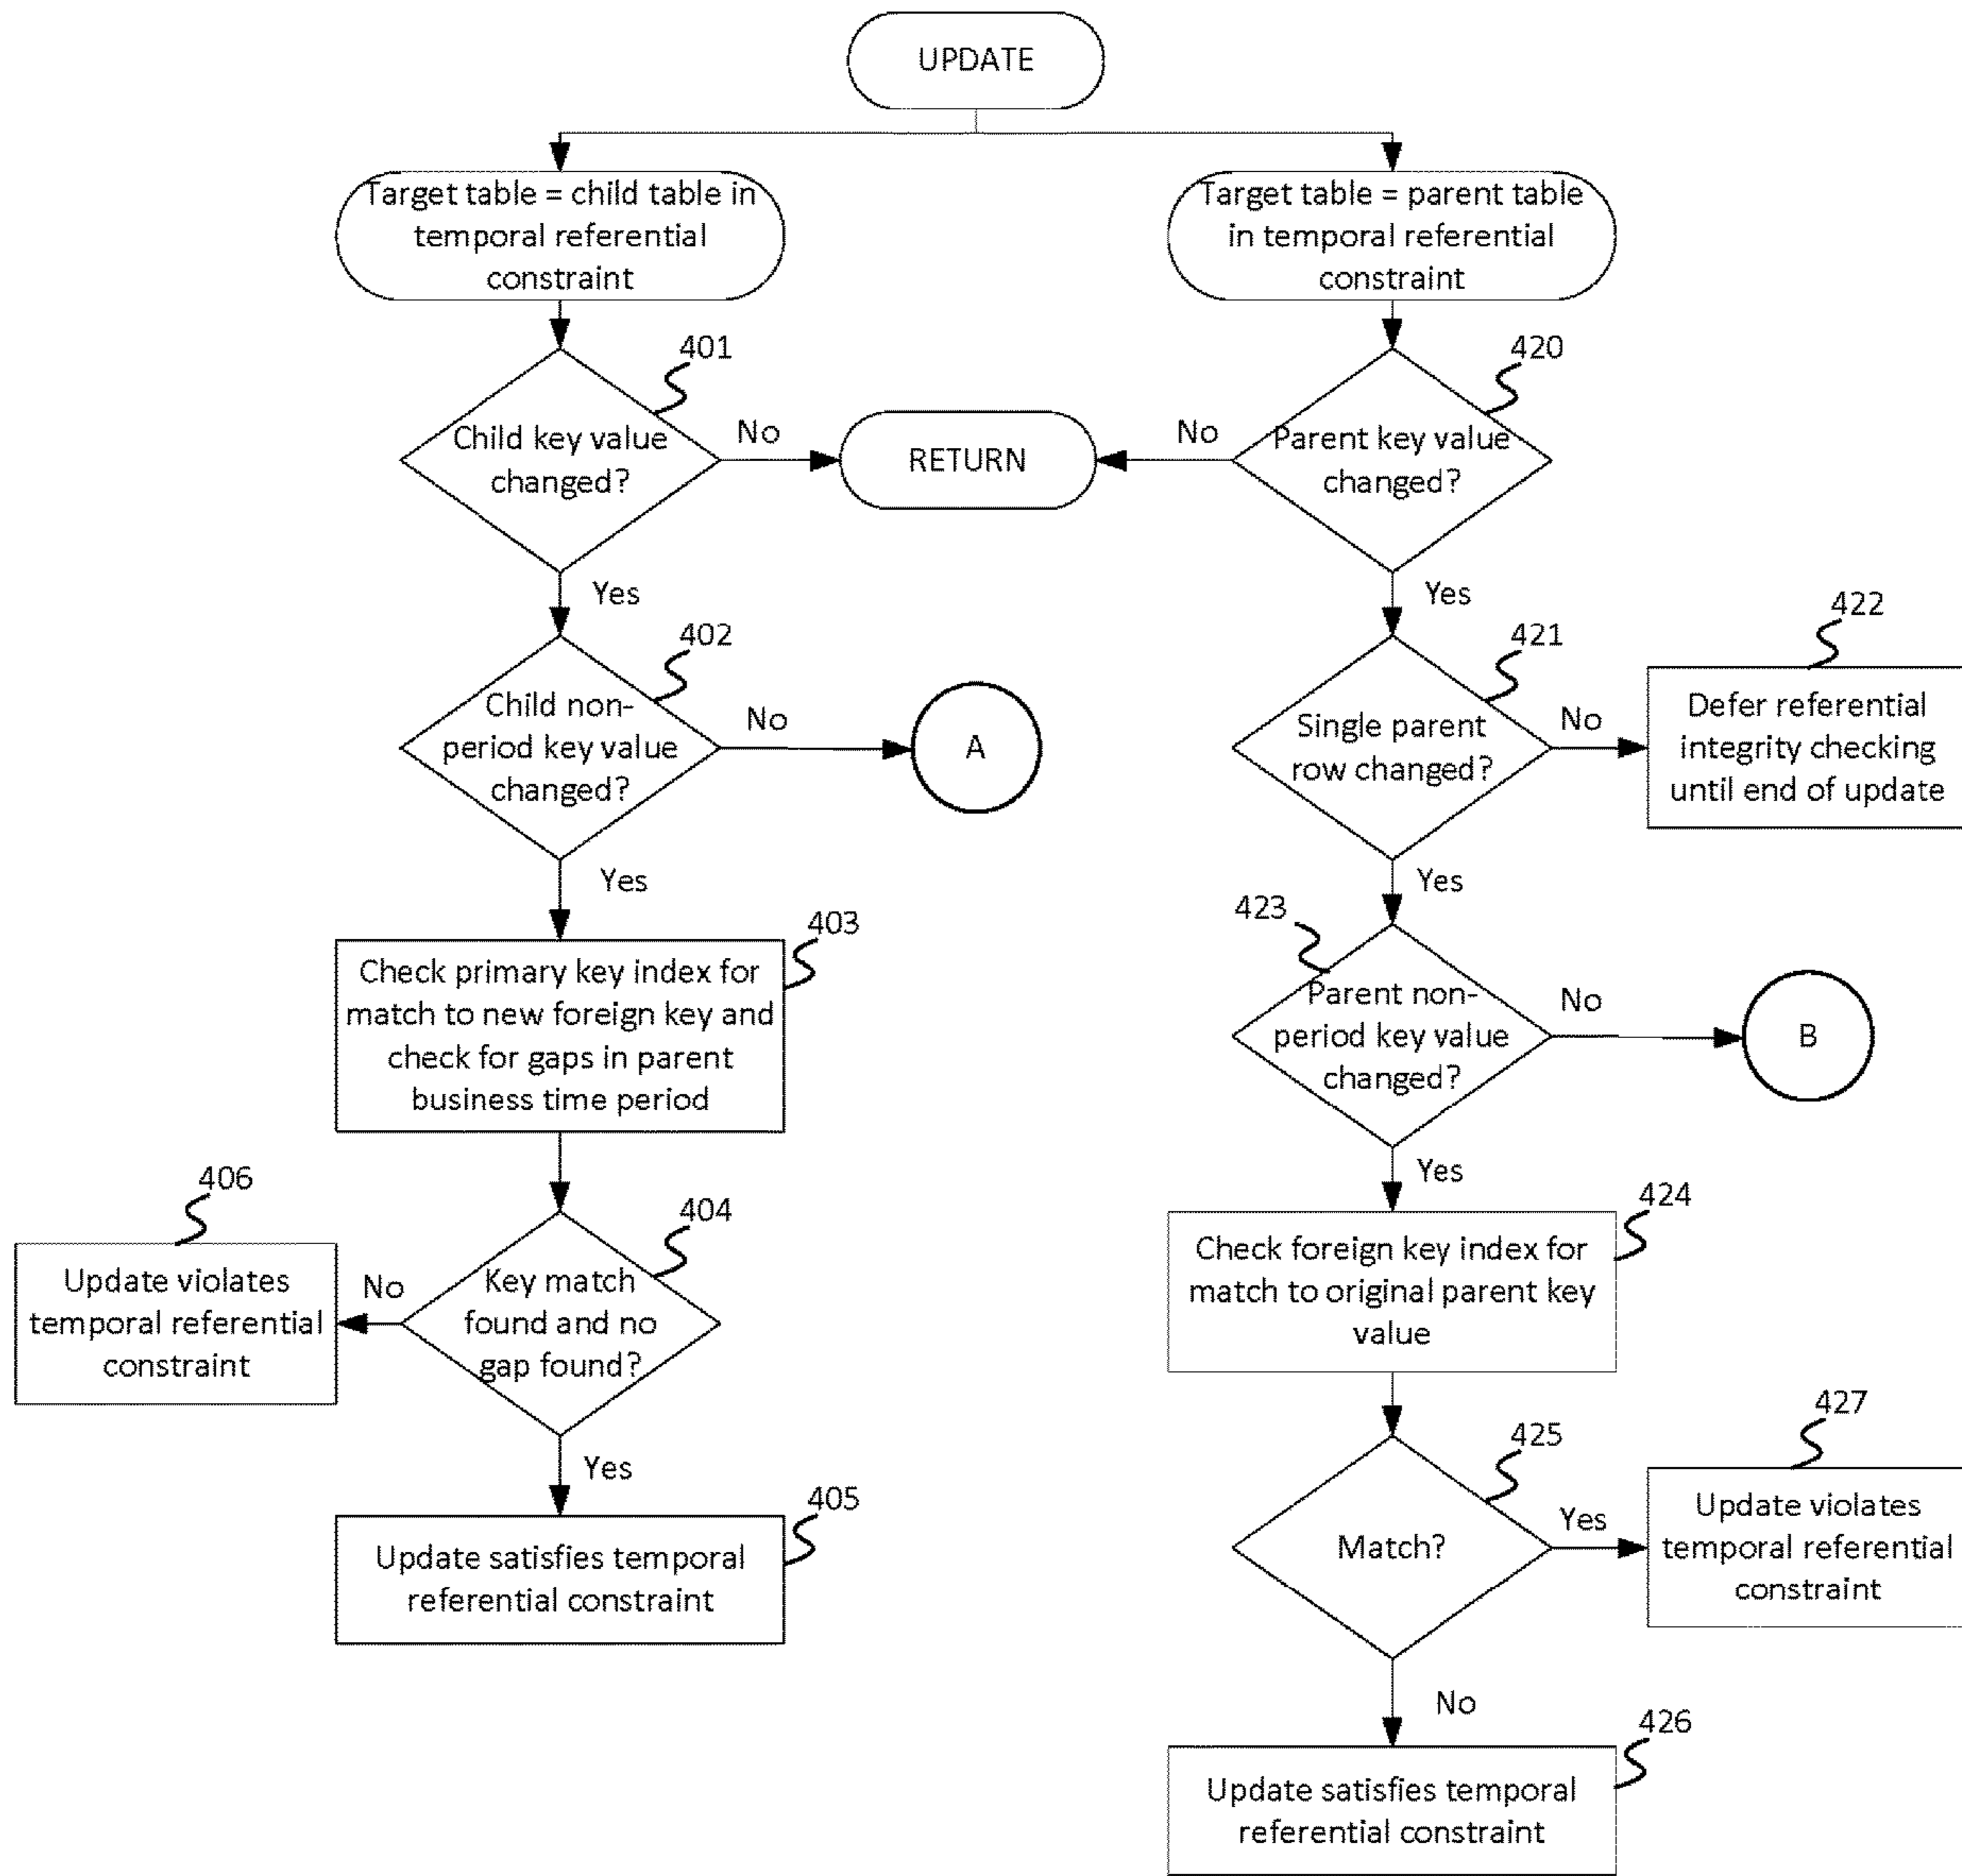 UPDATE
Target table = child table in
temporal referential
constraint
Target table = parent table
in temporal referential
constraint
401
Child key value
changed?
No
RETURN
No
420
Parent key value
changed?
Yes
Yes
402
Child non-
period key value
changed?
No
A
421
Single parent
row changed?
No
422
Defer referential
integrity checking
until end of update
Yes
Yes
403
Check primary key index for
match to new foreign key and
check for gaps in parent
business time period
423
Parent non-
period key value
changed?
No
B
Yes
406
Update violates
temporal referential
constraint
No
404
Key match
found and no
gap found?
424
Check foreign key index for
match to original parent key
value
Yes
405
Update satisfies temporal
referential constraint
425
Match?
Yes
427
Update violates
temporal referential
constraint
No
426
Update satisfies temporal
referential constraint